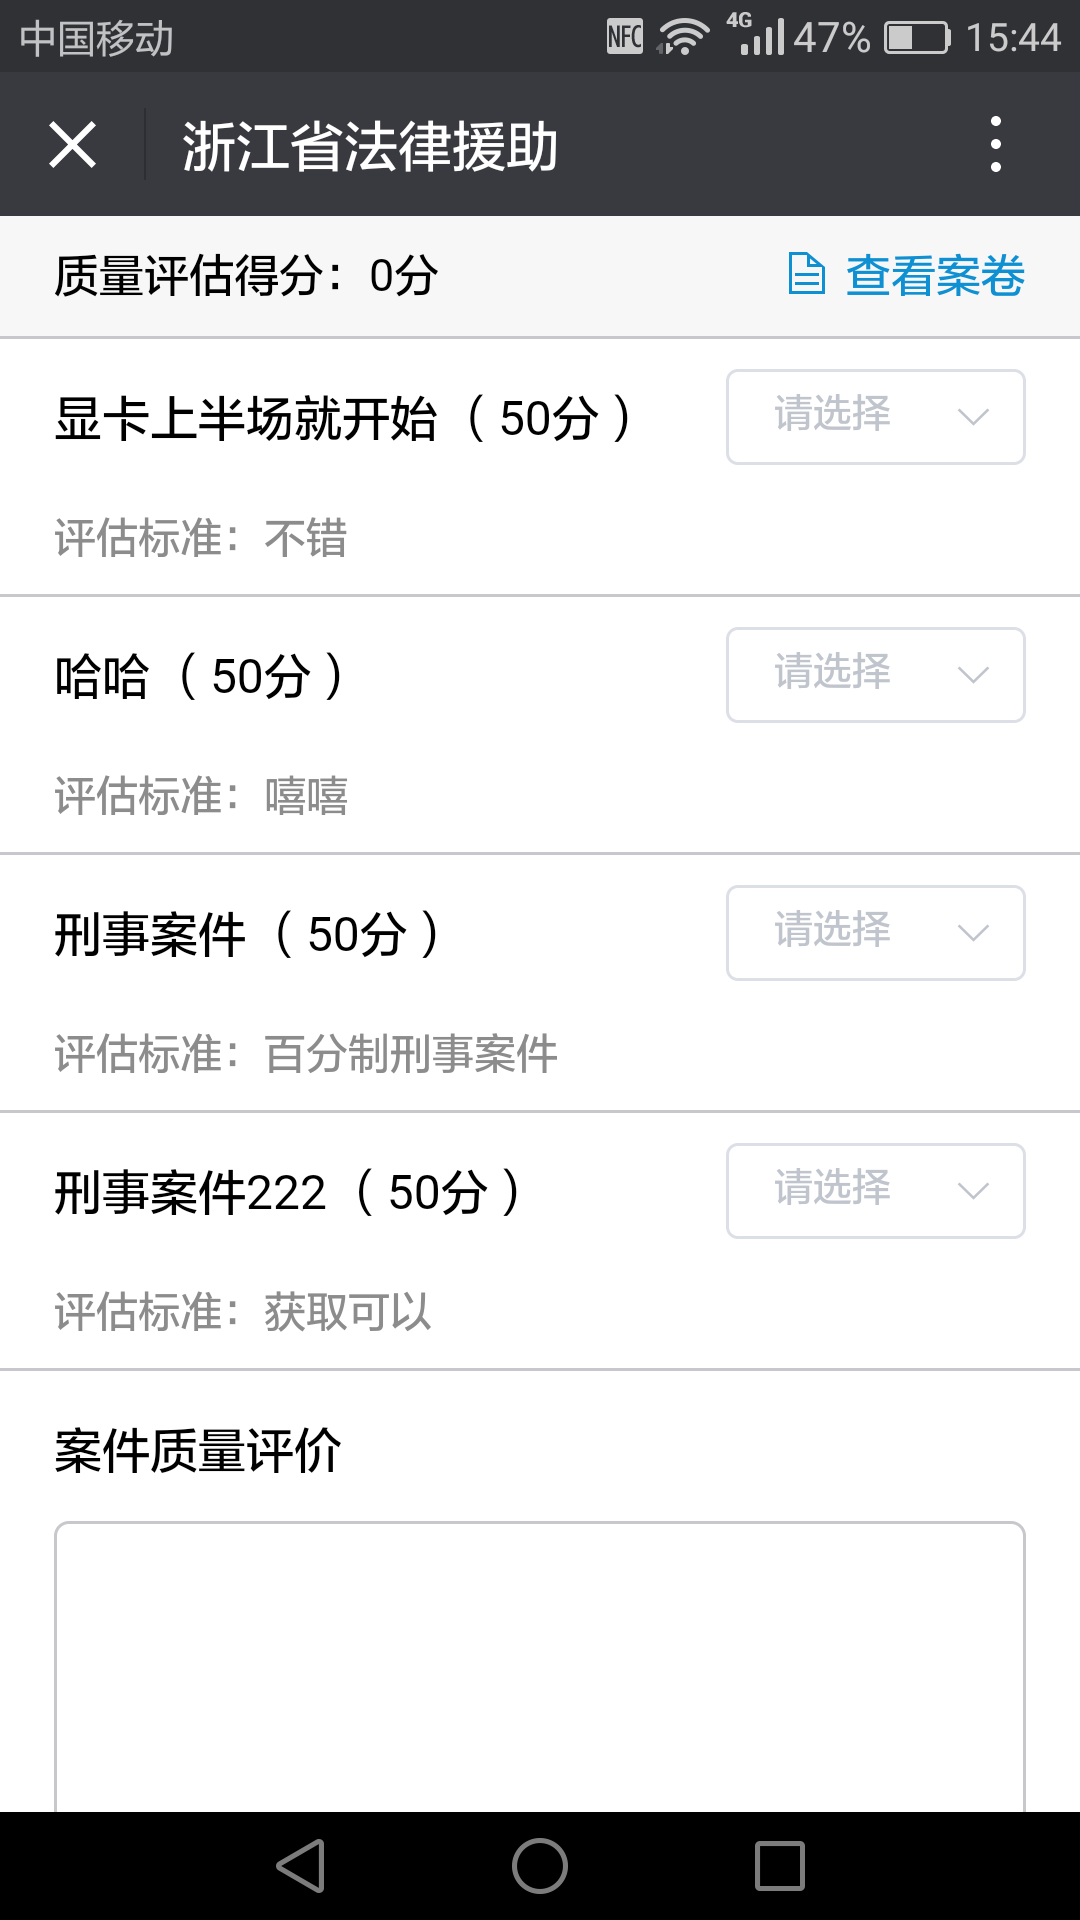 中国移动 NFC 4G 47% 15:44
浙江省法律援助
质量评估得分：0分 查看案卷
显卡上半场就开始（50分） 请选择
评估标准：不错
哈哈（50分） 请选择
评估标准：嘻嘻
刑事案件（50分） 请选择
评估标准：百分制刑事案件
刑事案件222（50分） 请选择
评估标准：获取可以
案件质量评价